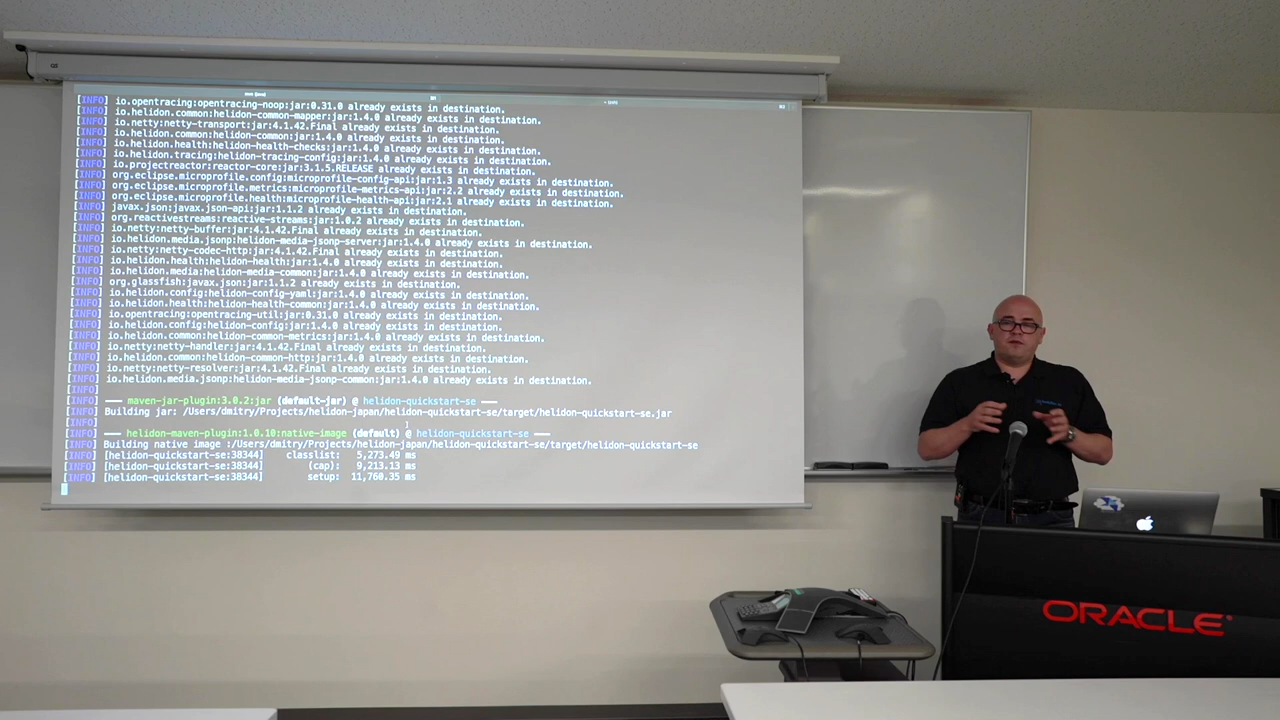 [INFO] io.opentracing:opentracing-noop:jar:0.31.0 already exists in destination.
[INFO] io.helidon.common:helidon-common-mapper:jar:1.4.0 already exists in destination.
[INFO] io.netty:netty-transport:jar:4.1.42.Final already exists in destination.
[INFO] io.helidon.common:helidon-common:jar:1.4.0 already exists in destination.
[INFO] io.helidon.health:helidon-health-checks:jar:1.4.0 already exists in destination.
[INFO] io.helidon.tracing:helidon-tracing-config:jar:1.4.0 already exists in destination.
[INFO] io.projectreactor:reactor-core:jar:3.1.5.RELEASE already exists in destination.
[INFO] org.eclipse.microprofile.config:microprofile-config-api:jar:1.3 already exists in destination.
[INFO] org.eclipse.microprofile.metrics:microprofile-metrics-api:jar:2.2 already exists in destination.
[INFO] org.eclipse.microprofile.health:microprofile-health-api:jar:2.1 already exists in destination.
[INFO] javax.json:javax.json-api:jar:1.1.2 already exists in destination.
[INFO] org.reactivestreams:reactive-streams:jar:1.0.2 already exists in destination.
[INFO] io.netty:netty-buffer:jar:4.1.42.Final already exists in destination.
[INFO] io.helidon.media.jsonp:helidon-media-jsonp-server:jar:1.4.0 already exists in destination.
[INFO] io.netty:netty-codec-http:jar:4.1.42.Final already exists in destination.
[INFO] io.helidon.health:helidon-health:jar:1.4.0 already exists in destination.
[INFO] io.helidon.media:helidon-media-common:jar:1.4.0 already exists in destination.
[INFO] org.glassfish:javax.json:jar:1.1.2 already exists in destination.
[INFO] io.helidon.config:helidon-config-yaml:jar:1.4.0 already exists in destination.
[INFO] io.helidon.health:helidon-health-common:jar:1.4.0 already exists in destination.
[INFO] io.opentracing:opentracing-util:jar:0.31.0 already exists in destination.
[INFO] io.helidon.config:helidon-config:jar:1.4.0 already exists in destination.
[INFO] io.helidon.common:helidon-common-metrics:jar:1.4.0 already exists in destination.
[INFO] io.netty:netty-handler:jar:4.1.42.Final already exists in destination.
[INFO] io.helidon.common:helidon-common-http:jar:1.4.0 already exists in destination.
[INFO] io.netty:netty-resolver:jar:4.1.42.Final already exists in destination.
[INFO] io.helidon.media.jsonp:helidon-media-jsonp-common:jar:1.4.0 already exists in destination.
[INFO]
[INFO] --- maven-jar-plugin:3.0.2:jar (default-jar) @ helidon-quickstart-se ---
[INFO] Building jar: /Users/dmitry/Projects/helidon-japan/helidon-quickstart-se/target/helidon-quickstart-se.jar
[INFO]
[INFO] --- helidon-maven-plugin:1.0.10:native-image (default) @ helidon-quickstart-se ---
[INFO] Building native image :/Users/dmitry/Projects/helidon-japan/helidon-quickstart-se/target/helidon-quickstart-se
[INFO] [helidon-quickstart-se:38344] classlist: 5,273.49 ms
[INFO] [helidon-quickstart-se:38344] (cap): 9,213.13 ms
[INFO] [helidon-quickstart-se:38344] setup: 11,760.35 ms
ORACLE